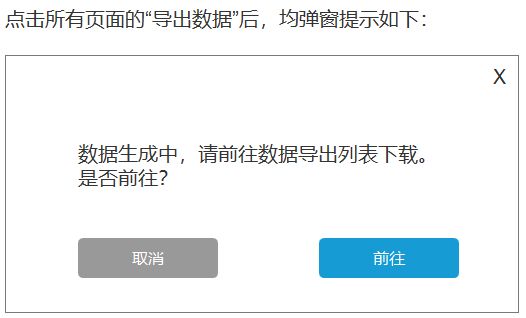 点击所有页面的“导出数据”后，均弹窗提示如下：
X
数据生成中，请前往数据导出列表下载。
是否前往？
取消
前往